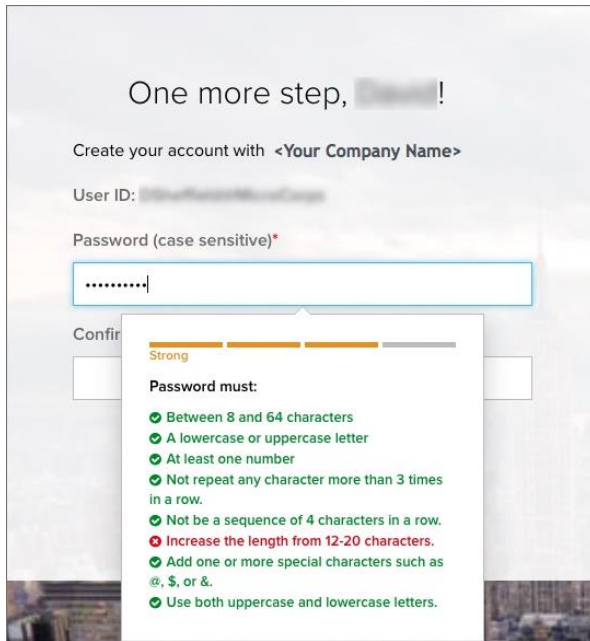 One more step, !
Create your account with <Your Company Name>
User ID:
Password (case sensitive)*
••••••••••
Confir
Strong
Password must:
Between 8 and 64 characters
A lowercase or uppercase letter
At least one number
Not repeat any character more than 3 times
in a row.
Not be a sequence of 4 characters in a row.
Increase the length from 12-20 characters.
Add one or more special characters such as
@, $, or &.
Use both uppercase and lowercase letters.